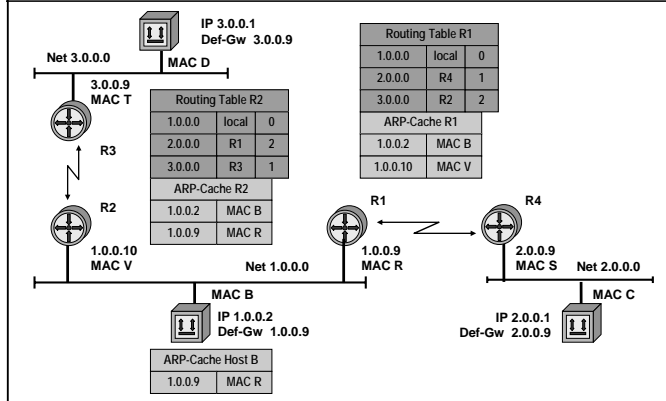 IP 3.0.0.1
Def-Gw 3.0.0.9
Net 3.0.0.0
MAC D
3.0.0.9
MAC T
R3
Routing Table R2
1.0.0.0 local 0
2.0.0.0 R1 2
3.0.0.0 R3 1
ARP-Cache R2
1.0.0.2 MAC B
1.0.0.9 MAC R
Routing Table R1
1.0.0.0 local 0
2.0.0.0 R4 1
3.0.0.0 R2 2
ARP-Cache R1
1.0.0.2 MAC B
1.0.0.10 MAC V
R2
1.0.0.10
MAC V
R1
1.0.0.9
MAC R
R4
2.0.0.9
MAC S
Net 1.0.0.0
Net 2.0.0.0
MAC B
IP 1.0.0.2
Def-Gw 1.0.0.9
MAC C
IP 2.0.0.1
Def-Gw 2.0.0.9
ARP-Cache Host B
1.0.0.9 MAC R